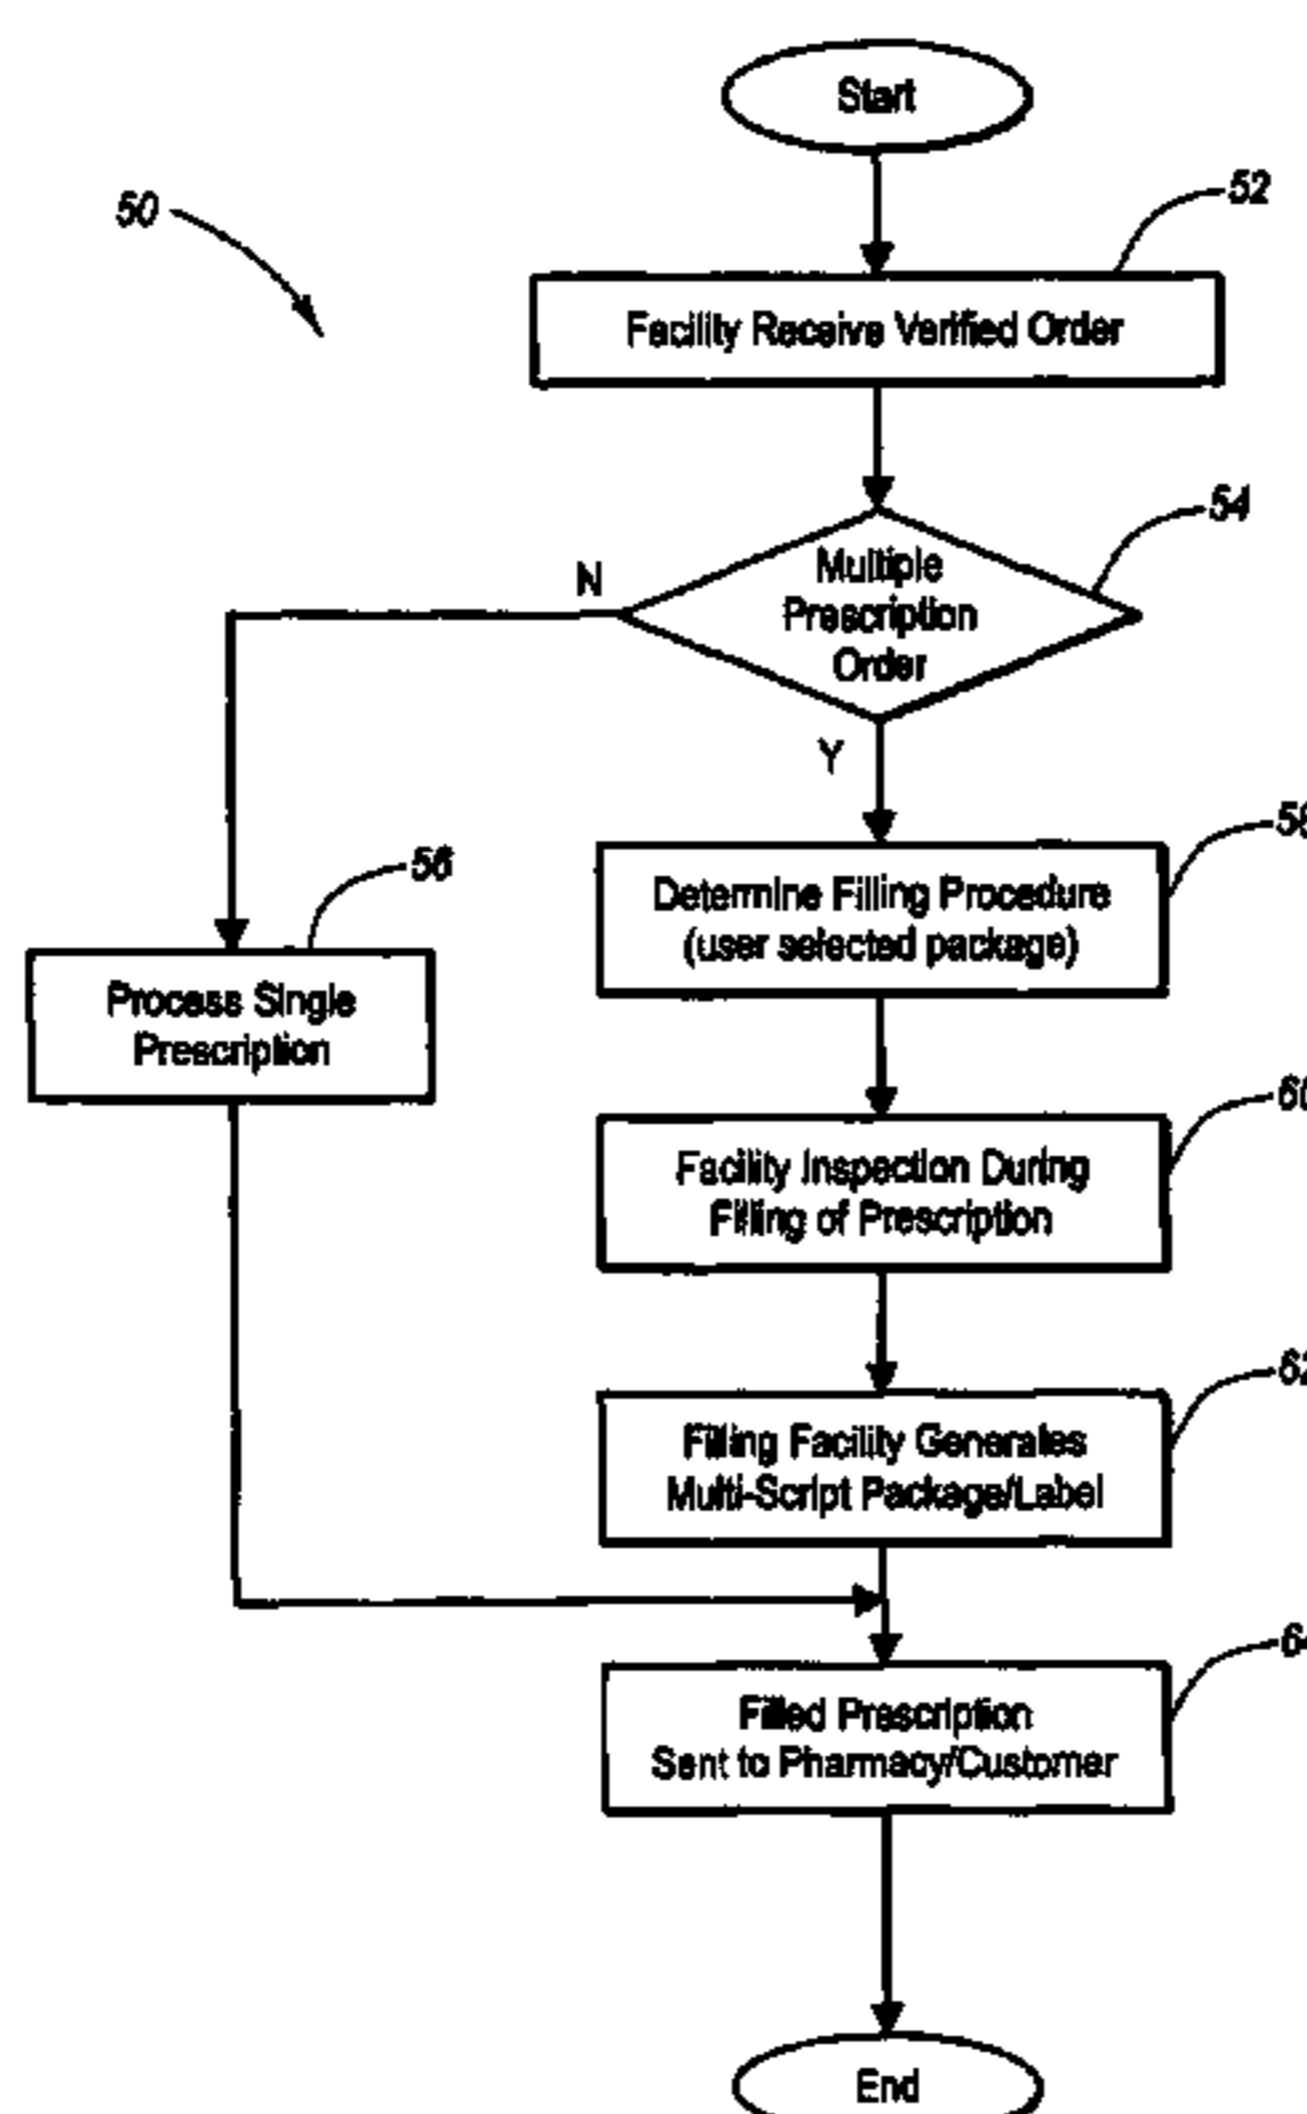 Start
50
52
Facility Receive Verified Order
54
N
Multiple
Prescription
Order
Y
56
Determine Filling Procedure
(user selected package)
Process Single
Prescription
Facility Inspection During
Filling of Prescription
Filling Facility Generates
Multi-Script Package/Label
Filled Prescription
Sent to Pharmacy/Customer
End